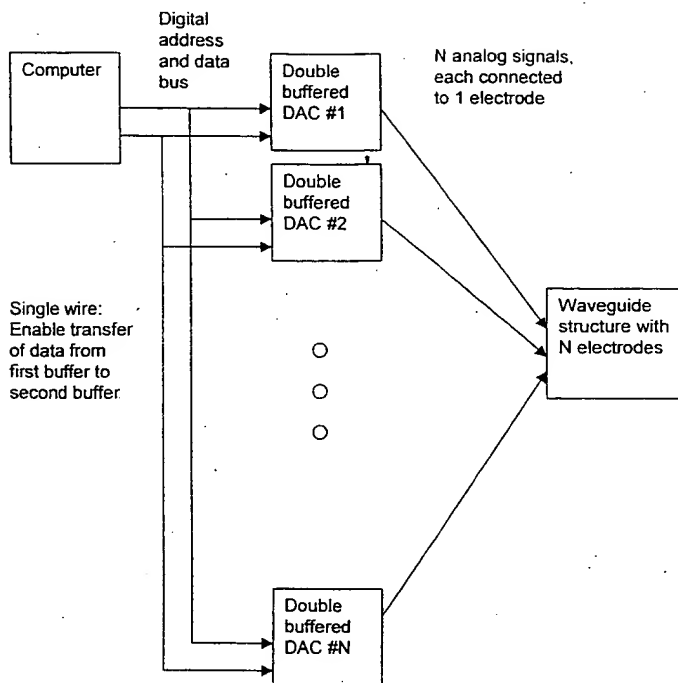 Digital
address
and data
bus
Computer
Double
buffered
DAC #1
N analog signals,
each connected
to 1 electrode
Double
buffered
DAC #2
Single wire:
Enable transfer
of data from
first buffer to
second buffer
Waveguide
structure with
N electrodes
Double
buffered
DAC #N